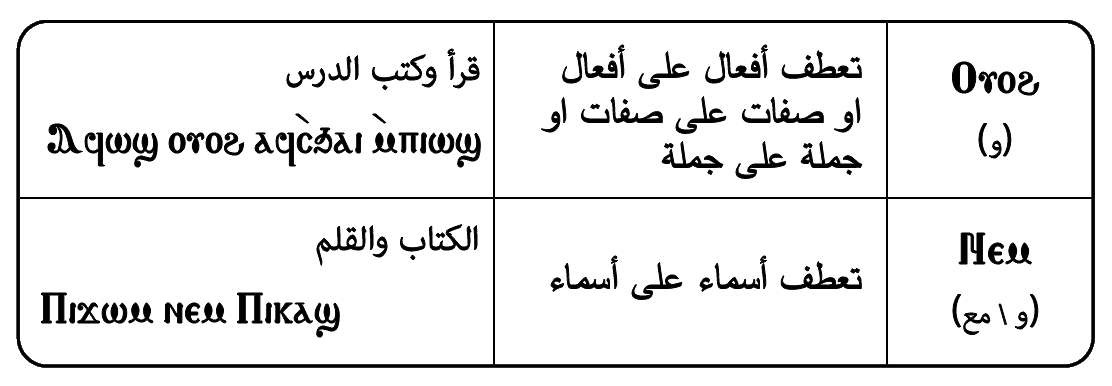 Ⲟⲩⲟϩ
(و)
تعطف أفعال على أفعال
او صفات على صفات او
جملة على جملة
قرأ وكتب الدرس
Ⲁϥⲱϣ ⲟⲩⲟϩ ⲁϥⲥ̀ϧⲁⲓ ⲙ̀ⲡⲓⲱϣ
Ⲛⲉⲙ
(و \ مع)
تعطف أسماء على أسماء
الكتاب والقلم
Ⲡⲓϫⲱⲙ ⲛⲉⲙ Ⲡⲓⲕⲁϣ